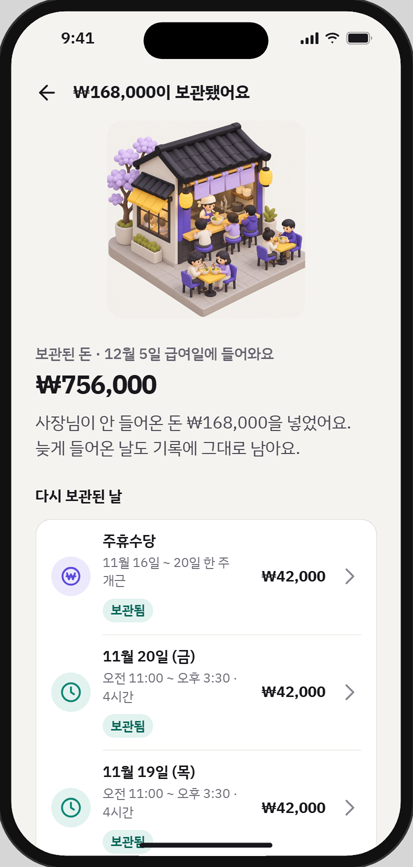 9:41
₩168,000이 보관됐어요
보관된 돈 · 12월 5일 급여일에 들어와요
₩756,000
사장님이 안 들어온 돈 ₩168,000을 넣었어요.
늦게 들어온 날도 기록에 그대로 남아요.
다시 보관된 날
주휴수당
11월 16일 ~ 20일 한 주
개근
₩42,000
보관됨
11월 20일 (금)
오전 11:00 ~ 오후 3:30 ·
4시간
₩42,000
보관됨
11월 19일 (목)
오전 11:00 ~ 오후 3:30 ·
4시간
₩42,000
보관됨